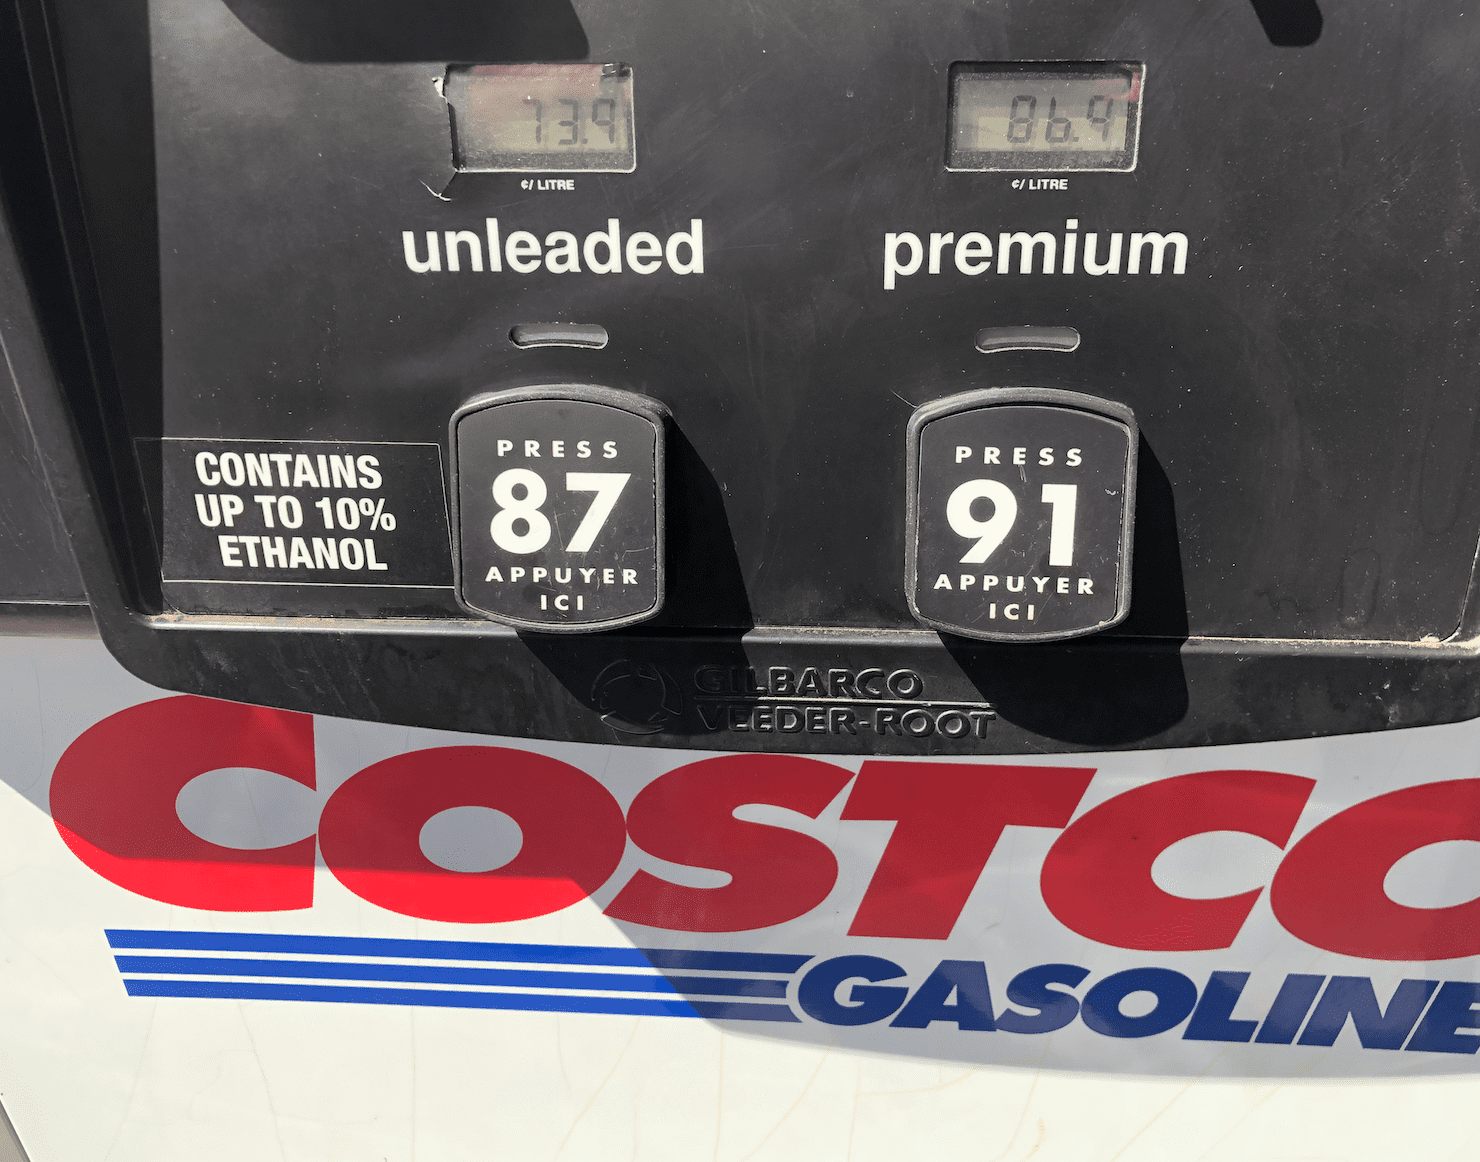 73.9
¢/ LITRE
unleaded
86.9
¢/ LITRE
premium
CONTAINS
UP TO 10%
ETHANOL
PRESS
87
APPUYER
ICI
PRESS
91
APPUYER
ICI
GILBARCO
VEEDER-ROOT
COSTCO
GASOLINE